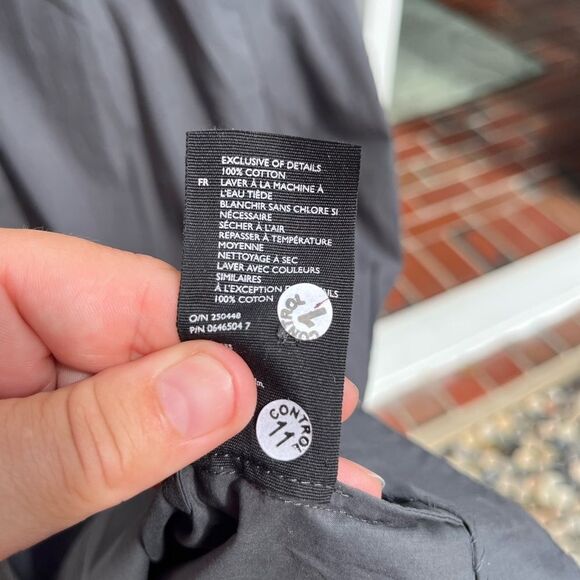 EXCLUSIVE OF DETAILS
100% COTTON
FR LAVER À LA MACHINE À
L'EAU TIÈDE
BLANCHIR SANS CHLORE SI
NÉCESSAIRE
SÉCHER À L'AIR
REPASSER À TEMPÉRATURE
MOYENNE
NETTOYAGE À SEC
LAVER AVEC COULEURS
SIMILAIRES
À L'EXCEPTION
100% COTON
O/N 250448
P/N 0646504 7
CONTROL
CONTROL
11